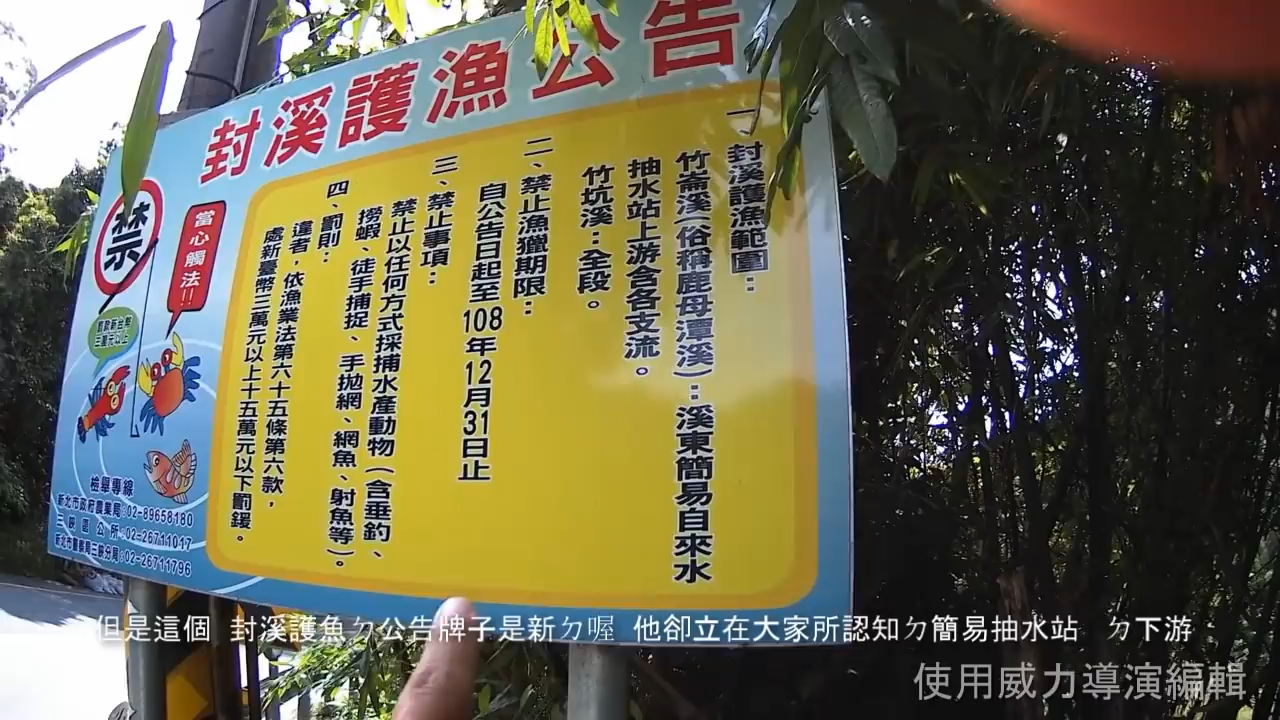 封溪護漁公告
一、封溪護漁範圍：
竹崙溪(俗稱鹿母潭溪)：溪東簡易自來水
抽水站上游含各支流。
竹坑溪：全段。
二、禁止漁獵期限：
自公告日起至108年12月31日止
三、禁止事項：
禁止以任何方式採捕水產動物（含垂釣、
撈蝦、徒手捕捉、手拋網、網魚、射魚等）。
四、罰則：
違者，依漁業法第六十五條第六款，
處新臺幣三萬元以上十五萬元以下罰鍰。
禁
當心觸法!!
罰款新台幣
三萬元以上
檢舉專線
新北市政府農業局:02-89658180
三峽區公所:02-26711017
新北市警察局三峽分局:02-26711796
但是這個 封溪護魚ㄉ公告牌子是新ㄉ喔 他卻立在大家所認知ㄉ簡易抽水站 ㄉ下游
使用威力導演編輯